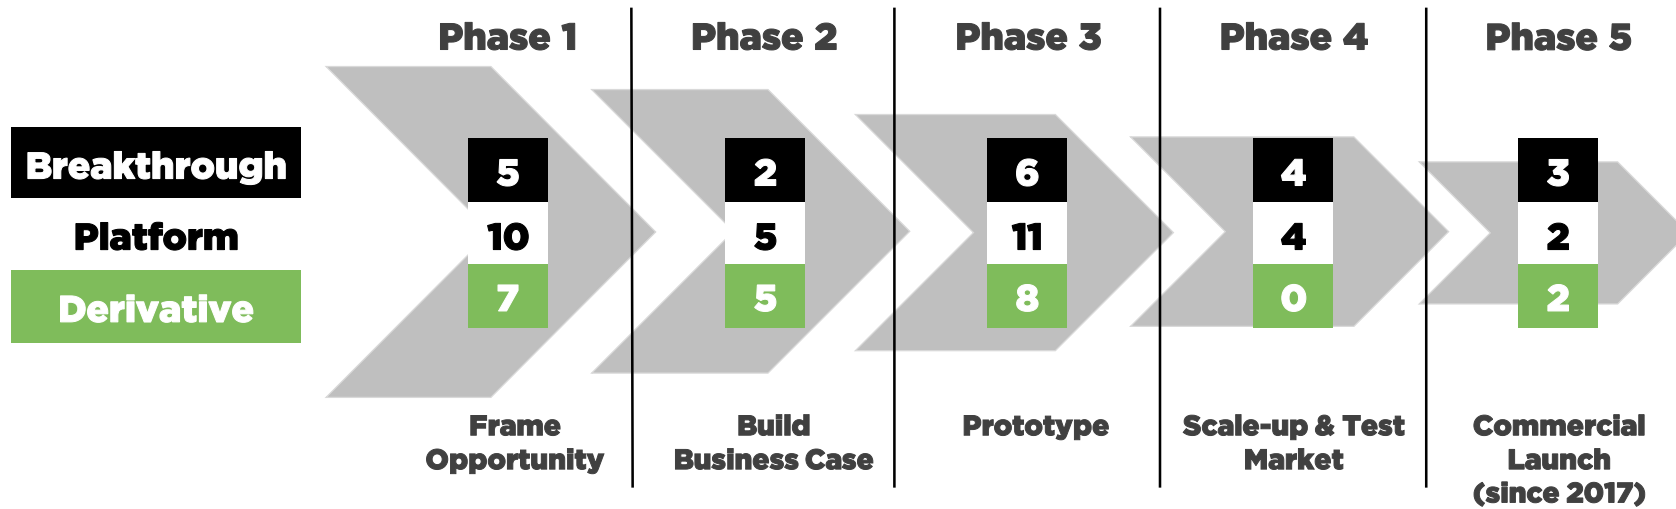 Phase 1
Phase 2
Phase 3
Phase 4
Phase 5
Breakthrough
5
2
6
4
3
Platform
10
5
11
4
2
Derivative
7
5
8
0
2
Frame
Opportunity
Build
Business Case
Prototype
Scale-up & Test
Market
Commercial
Launch
(since 2017)